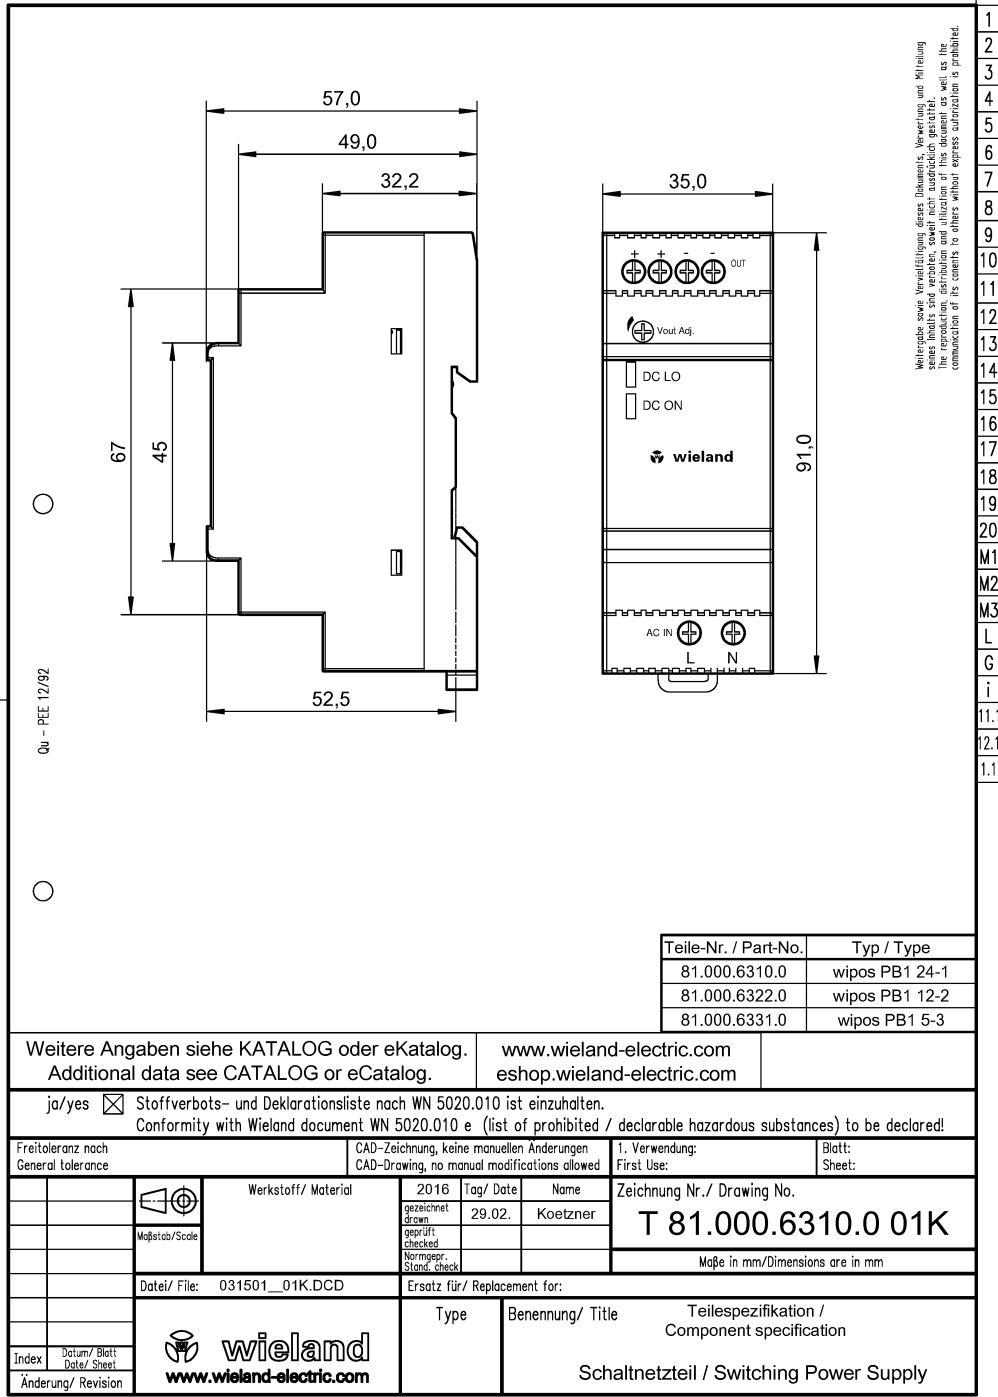 57,0
49,0
32,2
35,0
67
45
91,0
52,5
+ + - -
OUT
Vout Adj.
DC LO
DC ON
wieland
AC IN
L N
Weitergabe sowie Vervielfältigung dieses Dokuments, Verwertung und Mitteilung
seines Inhalts sind verboten, soweit nicht ausdrücklich gestattet.
The reproduction, distribution and utilization of this document as well as the
communication of its conents to others without express autorization is prohibited.
1
2
3
4
5
6
7
8
9
10
11
12
13
14
15
16
17
18
19
20
M1
M2
M3
L
G
i
11.1
12.1
1.1
Qu - PEE 12/92
Teile-Nr. / Part-No. Typ / Type
81.000.6310.0 wipos PB1 24-1
81.000.6322.0 wipos PB1 12-2
81.000.6331.0 wipos PB1 5-3
Weitere Angaben siehe KATALOG oder eKatalog.
Additional data see CATALOG or eCatalog.
www.wieland-electric.com
eshop.wieland-electric.com
ja/yes ☒ Stoffverbots- und Deklarationsliste nach WN 5020.010 ist einzuhalten.
Conformity with Wieland document WN 5020.010 e (list of prohibited / declarable hazardous substances) to be declared!
Freitoleranz nach
General tolerance
CAD-Zeichnung, keine manuellen Änderungen
CAD-Drawing, no manual modifications allowed
1. Verwendung:
First Use:
Blatt:
Sheet:
Maßstab/Scale
Werkstoff/ Material
2016 Tag/ Date Name
gezeichnet
drawn
29.02. Koetzner
geprüft
checked
Normgepr.
Stand. check
Zeichnung Nr./ Drawing No.
T 81.000.6310.0 01K
Maße in mm/Dimensions are in mm
Datei/ File: 031501__01K.DCD
Ersatz für/ Replacement for:
Type
Benennung/ Title
Teilespezifikation /
Component specification
Schaltnetzteil / Switching Power Supply
wieland
www.wieland-electric.com
Index
Datum/ Blatt
Date/ Sheet
Änderung/ Revision